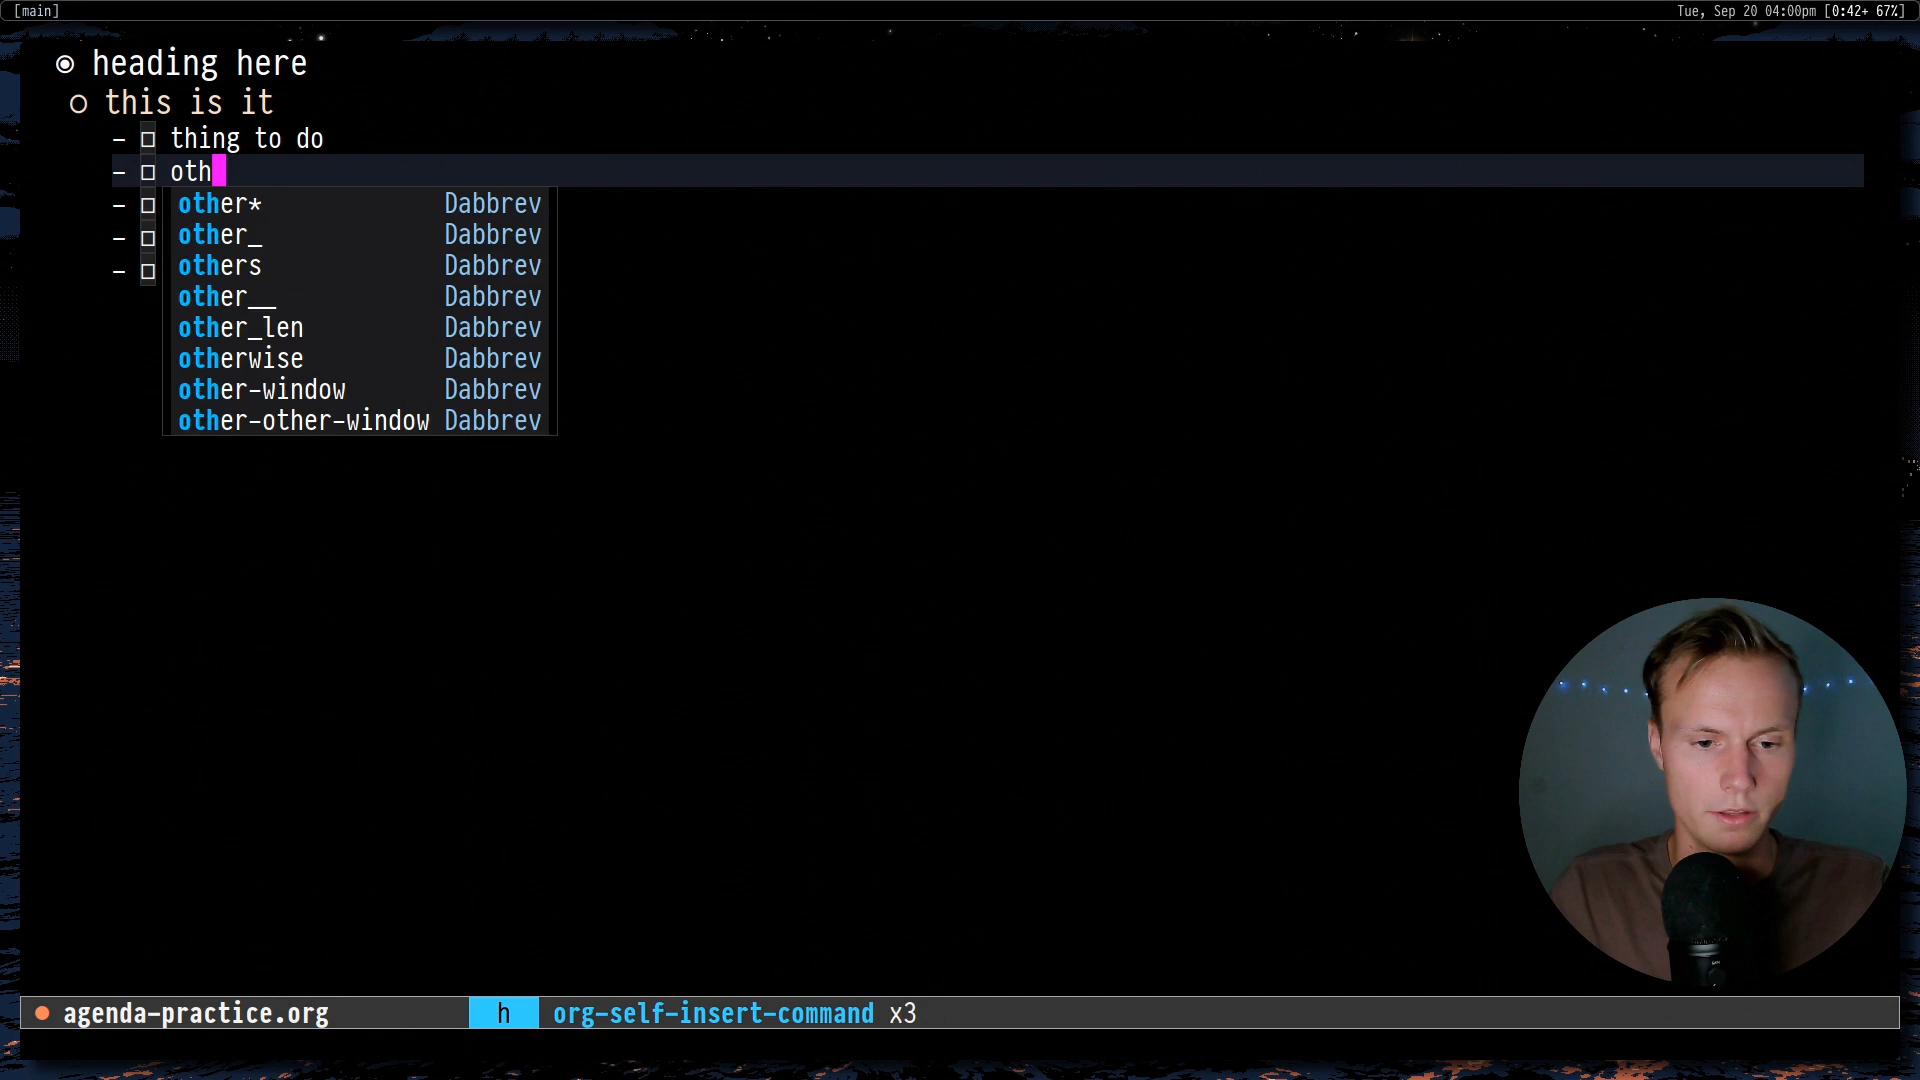 [main]
Tue, Sep 20 04:00pm [0:42+ 67%]
heading here
this is it
- thing to do
- oth
-
-
-
other* Dabbrev
other_ Dabbrev
others Dabbrev
other__ Dabbrev
other_len Dabbrev
otherwise Dabbrev
other-window Dabbrev
other-other-window Dabbrev
agenda-practice.org h org-self-insert-command x3